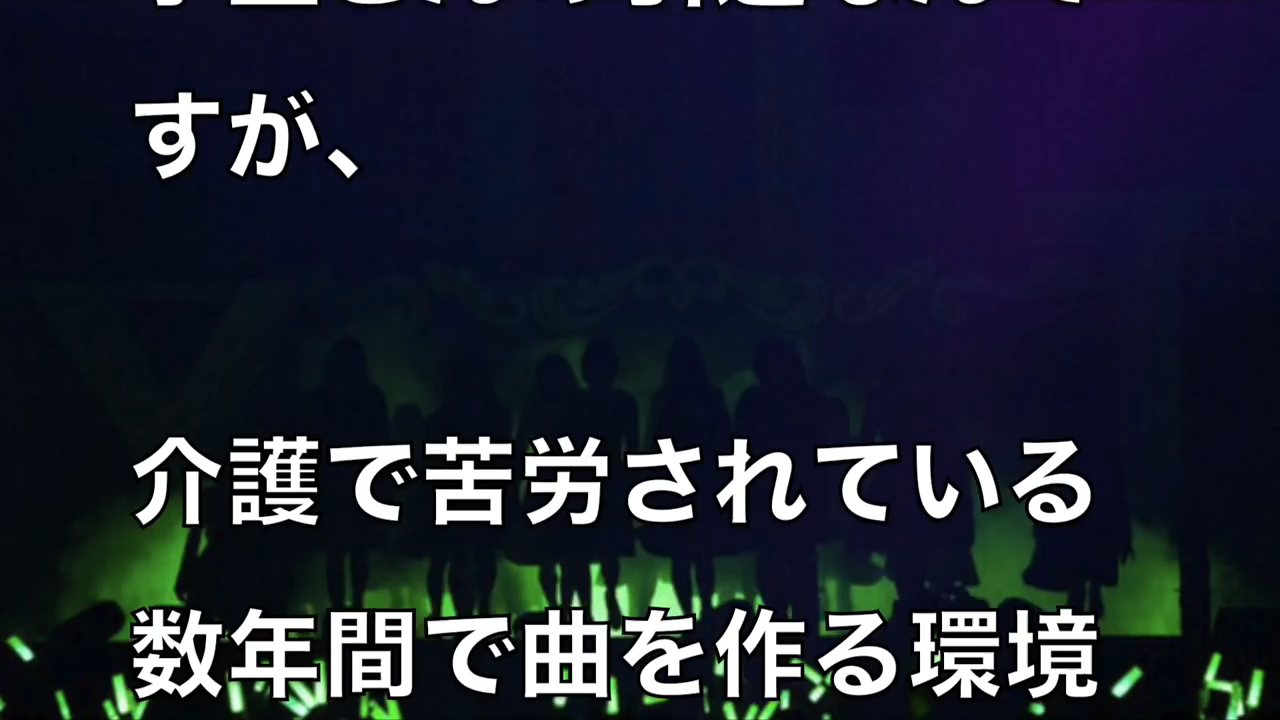 すが、
介護で苦労されている
数年間で曲を作る環境